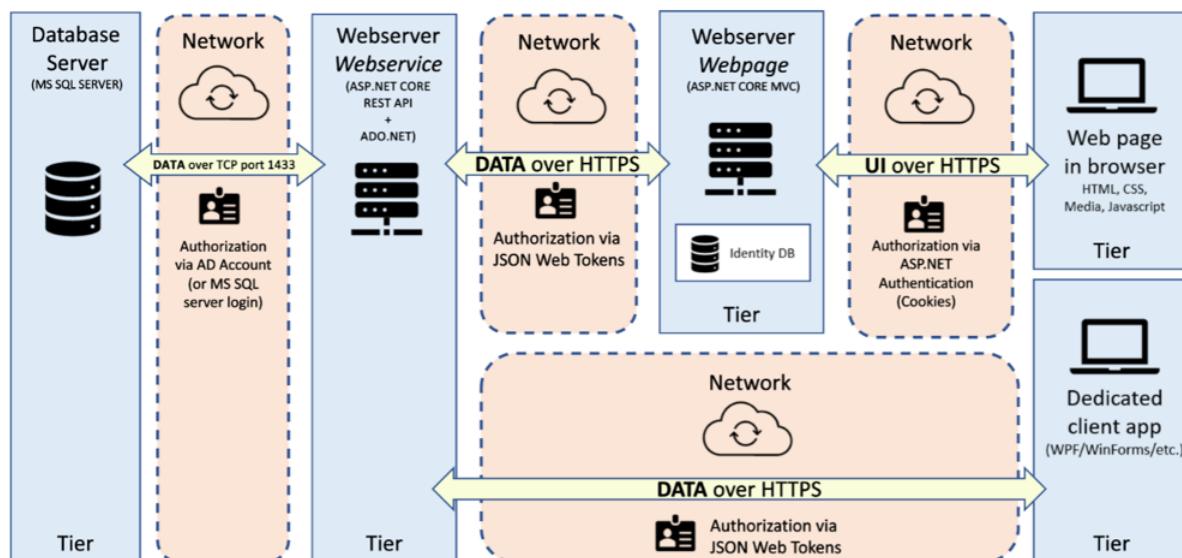 Database
Server
(MS SQL SERVER)
Tier
Network
DATA over TCP port 1433
Authorization
via AD Account
(or MS SQL
server login)
Webserver
Webservice
(ASP.NET CORE
REST API
+
ADO.NET)
Tier
Network
DATA over HTTPS
Authorization via
JSON Web Tokens
Webserver
Webpage
(ASP.NET CORE MVC)
Identity DB
Tier
Network
UI over HTTPS
Authorization via
ASP.NET
Authentication
(Cookies)
Web page
in browser
HTML, CSS,
Media, Javascript
Tier
Network
DATA over HTTPS
Authorization via
JSON Web Tokens
Dedicated
client app
(WPF/WinForms/etc.)
Tier